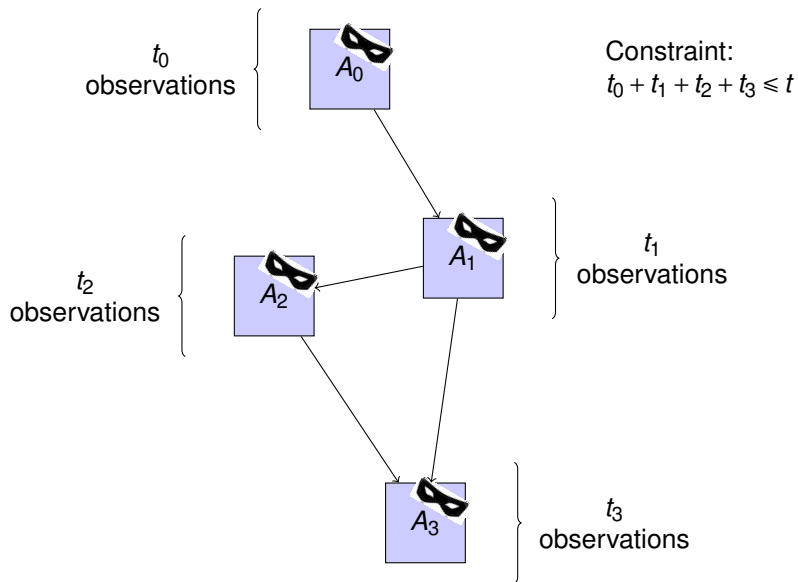 t₀
observations
A₀
Constraint:
t₀ + t₁ + t₂ + t₃ ⩽ t
A₁
t₁
observations
t₂
observations
A₂
A₃
t₃
observations